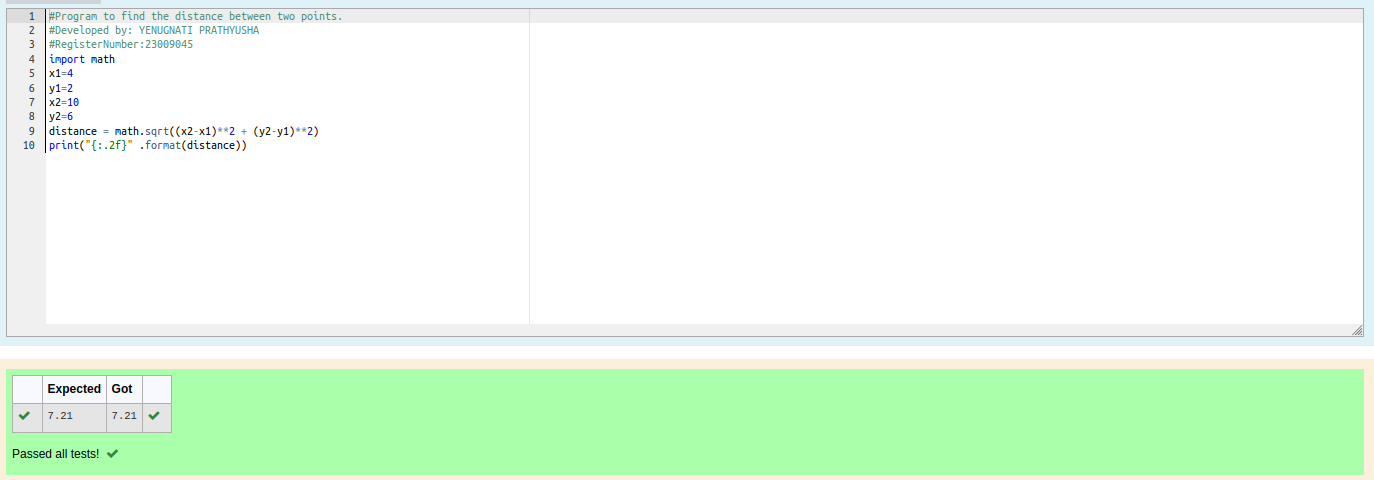 1 #Program to find the distance between two points.
2 #Developed by: YENUGNATI PRATHYUSHA
3 #RegisterNumber:23009045
4 import math
5 x1=4
6 y1=2
7 x2=10
8 y2=6
9 distance = math.sqrt((x2-x1)**2 + (y2-y1)**2)
10 print("{:.2f}" .format(distance))
Expected Got
7.21 7.21
Passed all tests!